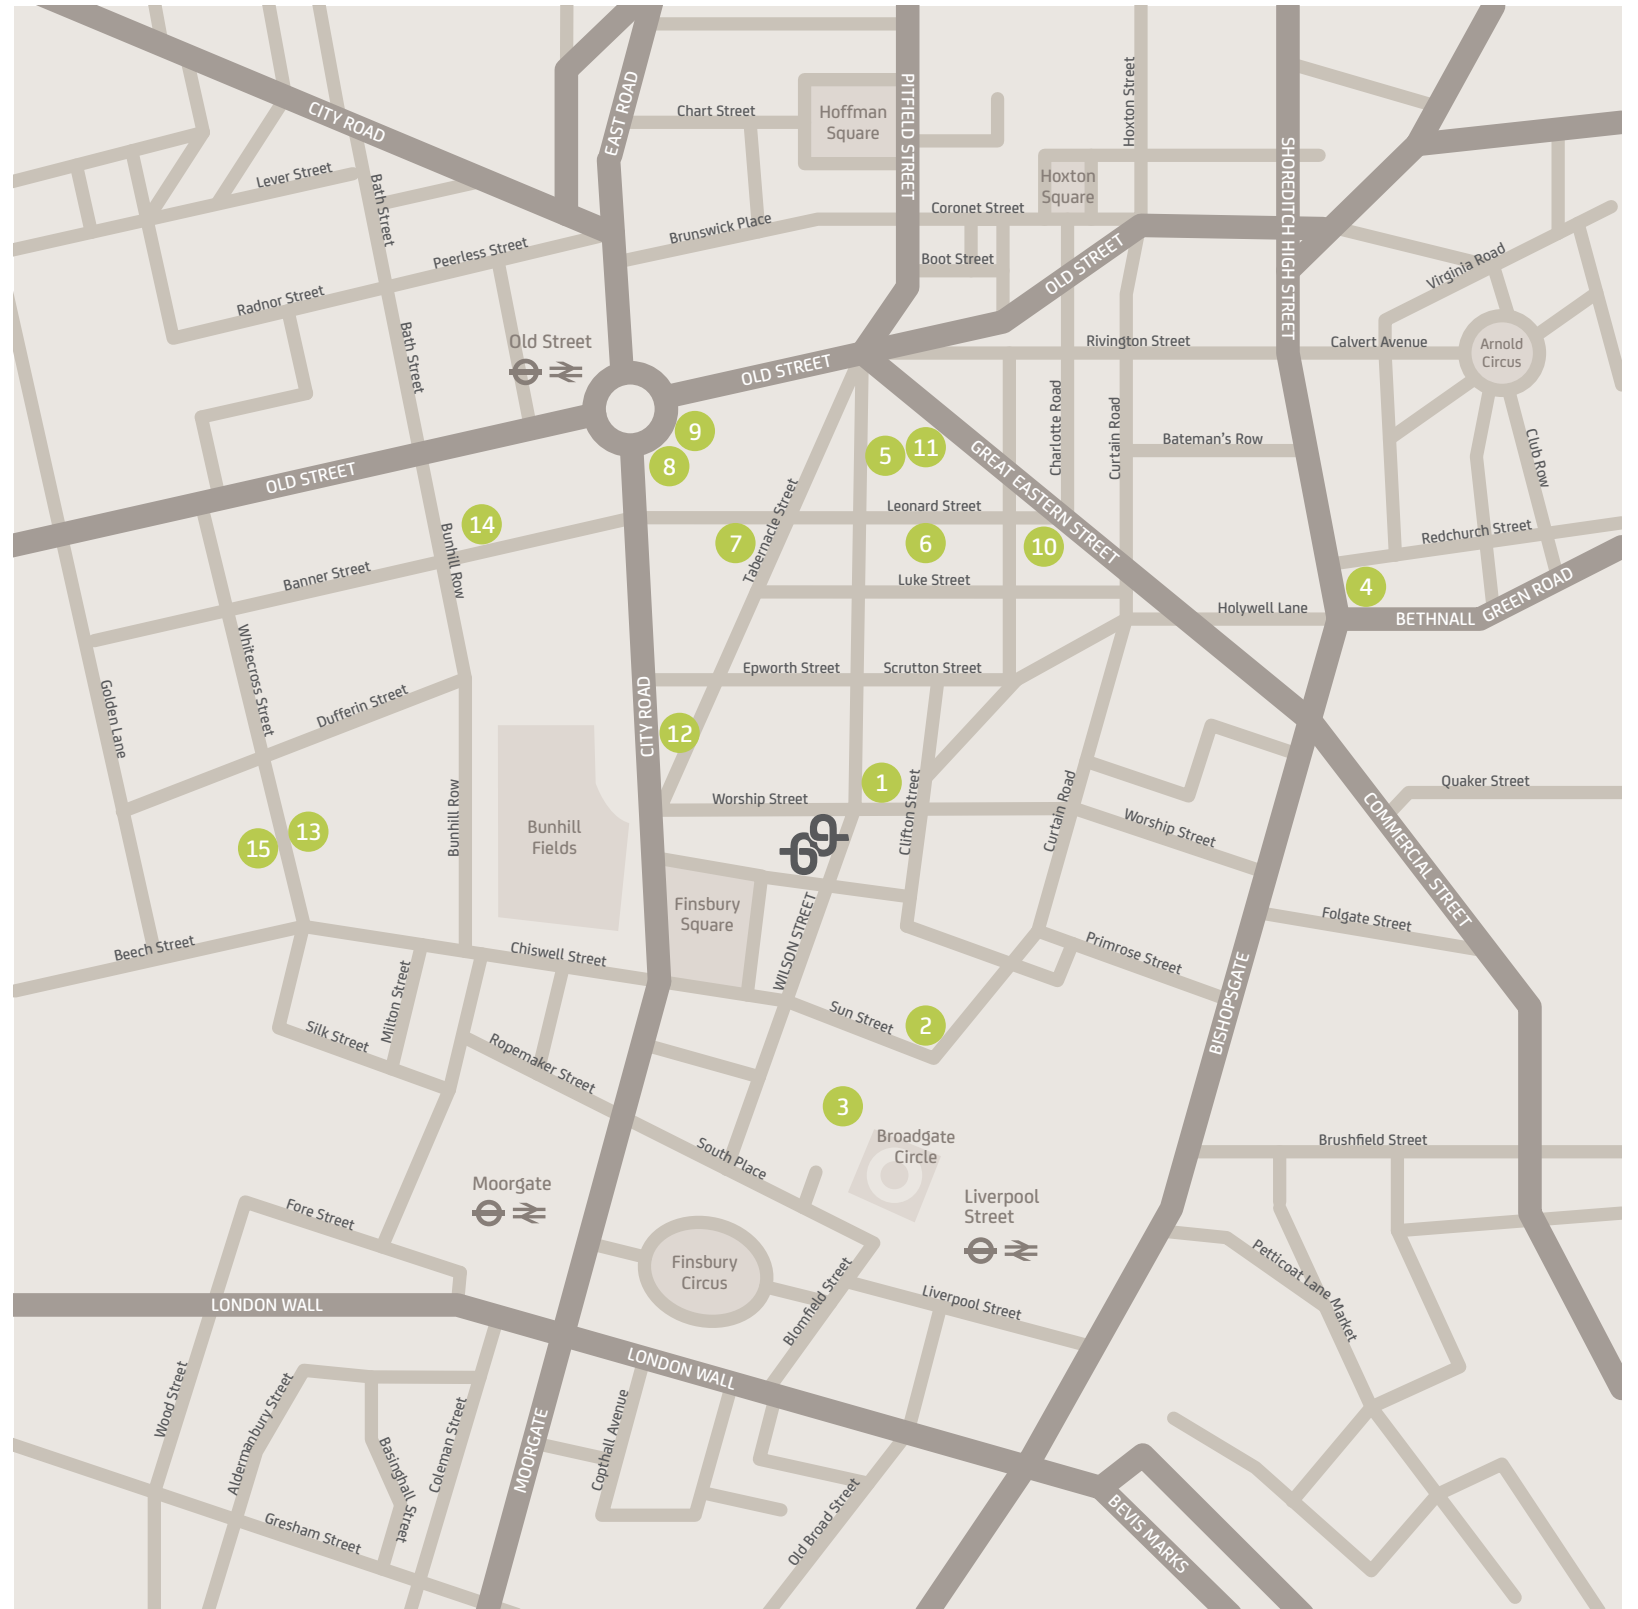 CITY ROAD
EAST ROAD
PITFIELD STREET
Hoxton Street
SHOREDITCH HIGH STREET
Chart Street
Hoffman
Square
Lever Street
Bath Street
Hoxton
Square
Coronet Street
Brunswick Place
Peerless Street
Boot Street
OLD STREET
Virginia Road
Radnor Street
Bath Street
Old Street
OLD STREET
Rivington Street
Calvert Avenue
Arnold
Circus
Charlotte Road
Curtain Road
9
8
5
11
Bateman's Row
Club Row
GREAT EASTERN STREET
OLD STREET
Leonard Street
14
Bunhill Row
7
Tabernacle Street
6
10
Redchurch Street
Banner Street
Luke Street
4
Holywell Lane
BETHNALL GREEN ROAD
Whitecross Street
Epworth Street
Scrutton Street
Golden Lane
Dufferin Street
CITY ROAD
12
1
Worship Street
Clifton Street
Curtain Road
Worship Street
Quaker Street
COMMERCIAL STREET
Bunhill Row
Bunhill
Fields
69
13
15
Finsbury
Square
WILSON STREET
Folgate Street
Beech Street
Chiswell Street
Primrose Street
BISHOPSGATE
Milton Street
Silk Street
Sun Street
2
Ropemaker Street
3
South Place
Broadgate
Circle
Brushfield Street
Moorgate
Liverpool
Street
Fore Street
Finsbury
Circus
Petticoat Lane Market
Blomfield Street
Liverpool Street
LONDON WALL
LONDON WALL
Wood Street
Aldermanbury Street
Basinghall Street
Coleman Street
MOORGATE
Copthall Avenue
Old Broad Street
Gresham Street
BEVIS MARKS